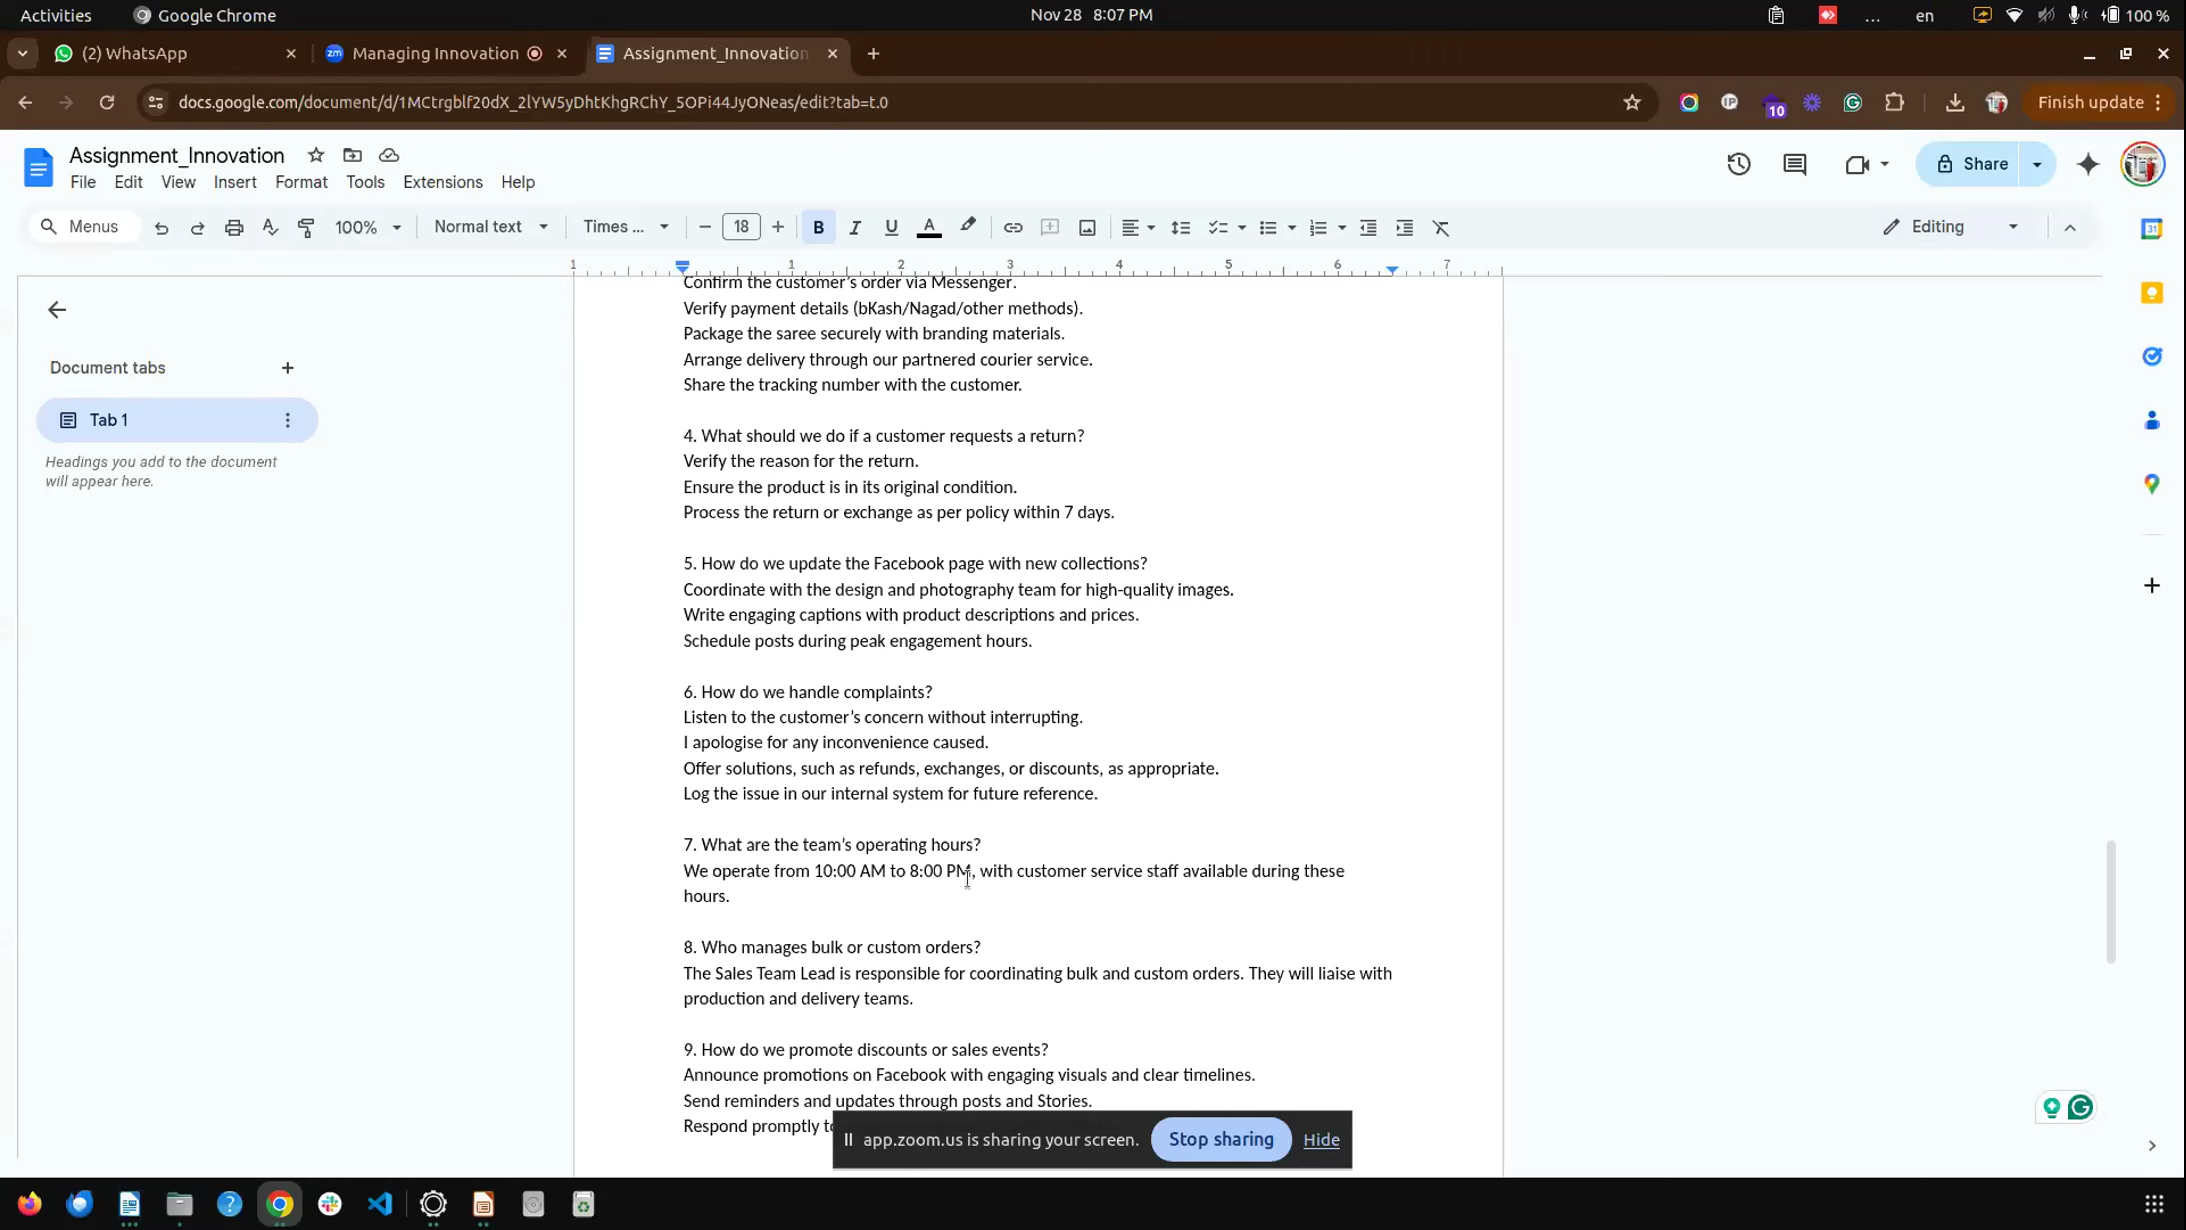 Activities Google Chrome Nov 28 8:07 PM ... en 100 %
(2) WhatsApp Managing Innovation Assignment_Innovation
docs.google.com/document/d/1MCtrgblf20dX_2lYW5yDhtKhgRChY_5OPi44JyONeas/edit?tab=t.0 10 Finish update
Assignment_Innovation
File Edit View Insert Format Tools Extensions Help
Share
Menus 100% Normal text Times ... 18 Editing
1 1 2 3 4 5 6 7
Document tabs
Tab 1
Headings you add to the document
will appear here.
Confirm the customer’s order via Messenger.
Verify payment details (bKash/Nagad/other methods).
Package the saree securely with branding materials.
Arrange delivery through our partnered courier service.
Share the tracking number with the customer.
4. What should we do if a customer requests a return?
Verify the reason for the return.
Ensure the product is in its original condition.
Process the return or exchange as per policy within 7 days.
5. How do we update the Facebook page with new collections?
Coordinate with the design and photography team for high-quality images.
Write engaging captions with product descriptions and prices.
Schedule posts during peak engagement hours.
6. How do we handle complaints?
Listen to the customer’s concern without interrupting.
I apologise for any inconvenience caused.
Offer solutions, such as refunds, exchanges, or discounts, as appropriate.
Log the issue in our internal system for future reference.
7. What are the team’s operating hours?
We operate from 10:00 AM to 8:00 PM, with customer service staff available during these
hours.
8. Who manages bulk or custom orders?
The Sales Team Lead is responsible for coordinating bulk and custom orders. They will liaise with
production and delivery teams.
9. How do we promote discounts or sales events?
Announce promotions on Facebook with engaging visuals and clear timelines.
Send reminders and updates through posts and Stories.
Respond promptly
app.zoom.us is sharing your screen. Stop sharing Hide